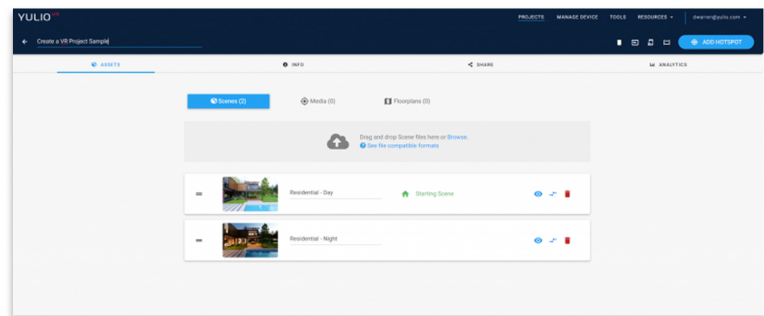 YULIO VR
PROJECTS MANAGE DEVICE TOOLS RESOURCES dwarren@yulio.com
Create a VR Project Sample
ADD HOTSPOT
ASSETS INFO SHARE ANALYTICS
Scenes (2) Media (0) Floorplans (0)
Drag and drop Scene files here or Browse.
See file compatible formats
Residential - Day Starting Scene
Residential - Night